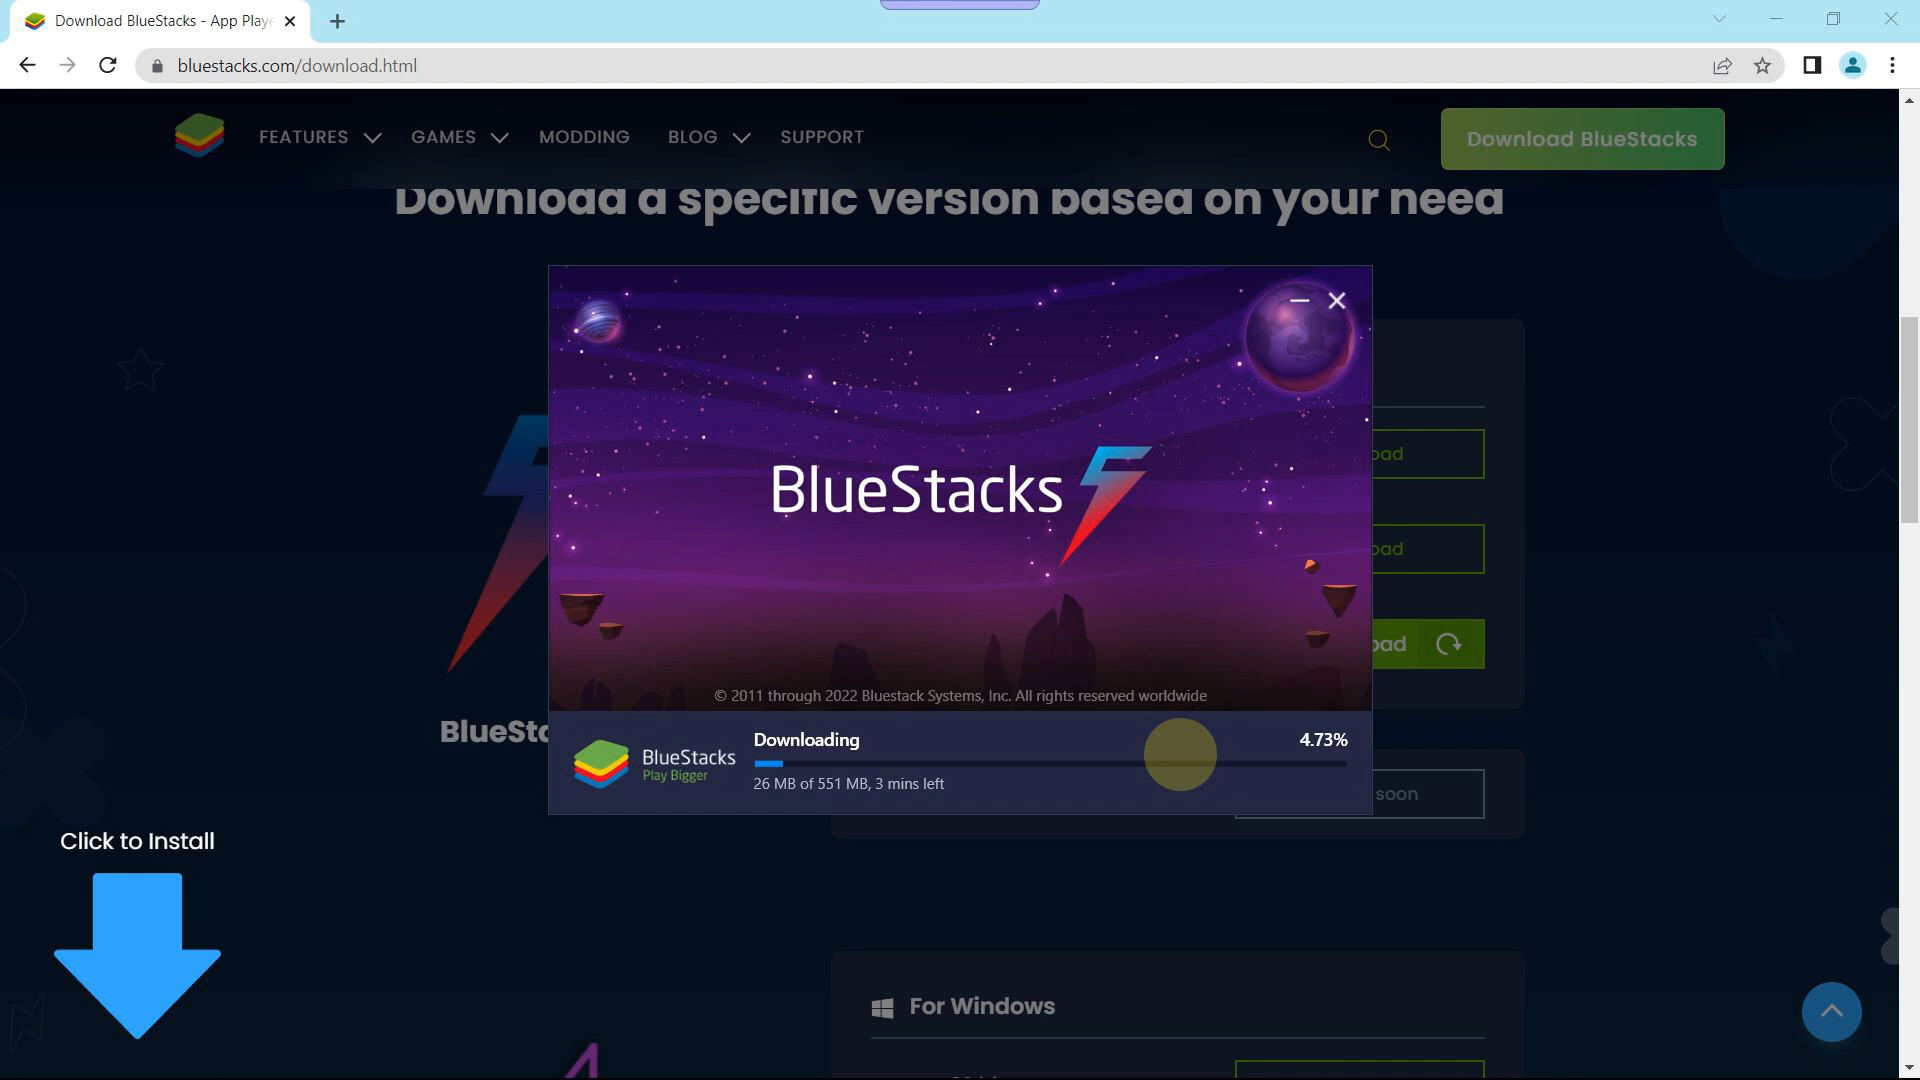 Download BlueStacks - App Playe
bluestacks.com/download.html
FEATURES GAMES MODDING BLOG SUPPORT
Download BlueStacks
Download a specific version based on your need
BlueStacks 5
oad
oad
oad
© 2011 through 2022 Bluestack Systems, Inc. All rights reserved worldwide
BlueSta
BlueStacks
Play Bigger
Downloading
4.73%
26 MB of 551 MB, 3 mins left
soon
Click to Install
For Windows